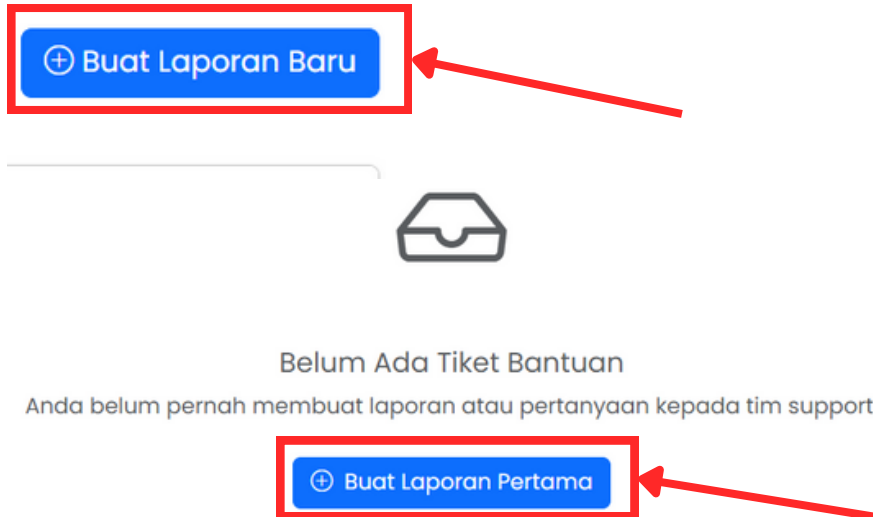 Buat Laporan Baru
Belum Ada Tiket Bantuan
Anda belum pernah membuat laporan atau pertanyaan kepada tim support
Buat Laporan Pertama